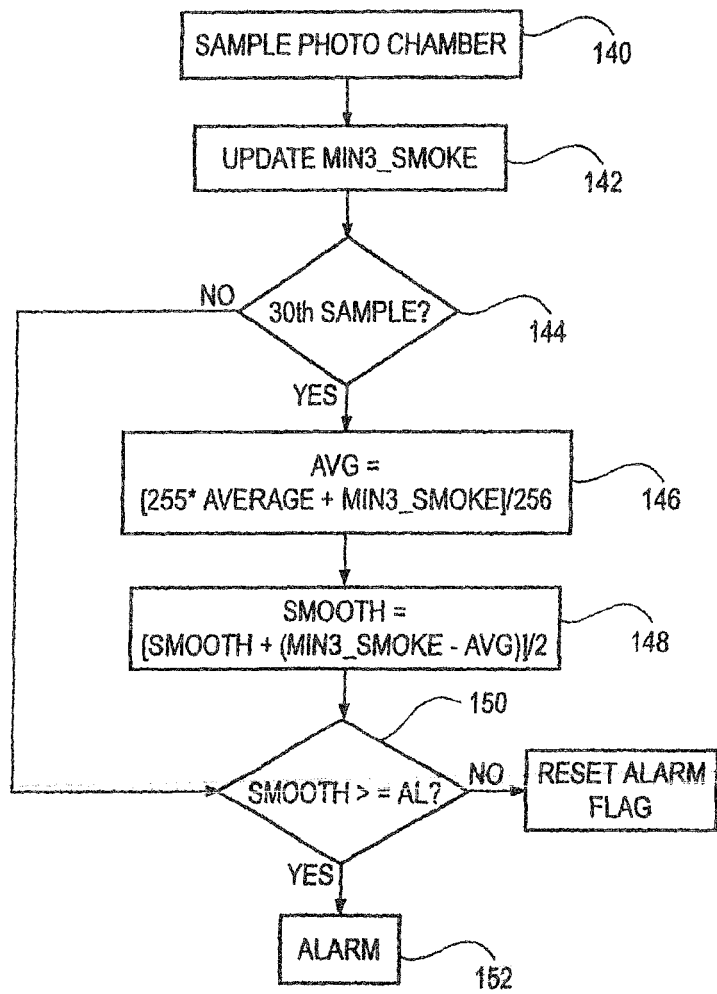 SAMPLE PHOTO CHAMBER
140
UPDATE MIN3_SMOKE
142
NO
30th SAMPLE?
144
YES
AVG =
[255* AVERAGE + MIN3_SMOKE]/256
146
SMOOTH =
[SMOOTH + (MIN3_SMOKE - AVG)]/2
148
150
SMOOTH > = AL?
NO
RESET ALARM
FLAG
YES
ALARM
152